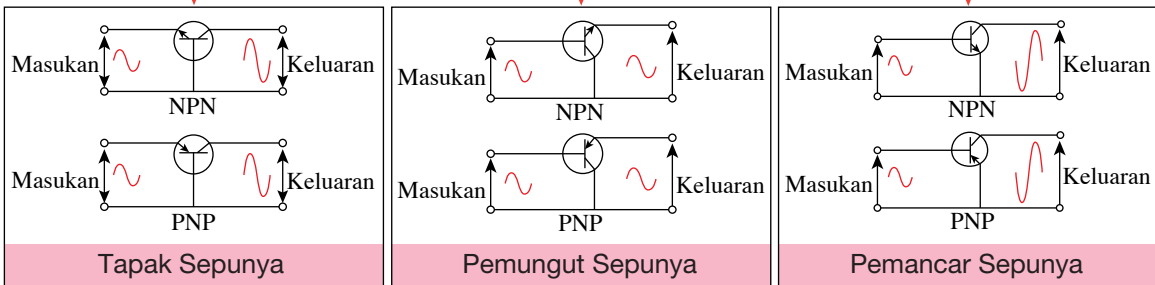 Masukan
Keluaran
NPN
Masukan
Keluaran
PNP
Tapak Sepunya
Masukan
Keluaran
NPN
Masukan
Keluaran
PNP
Pemungut Sepunya
Masukan
Keluaran
NPN
Masukan
Keluaran
PNP
Pemancar Sepunya